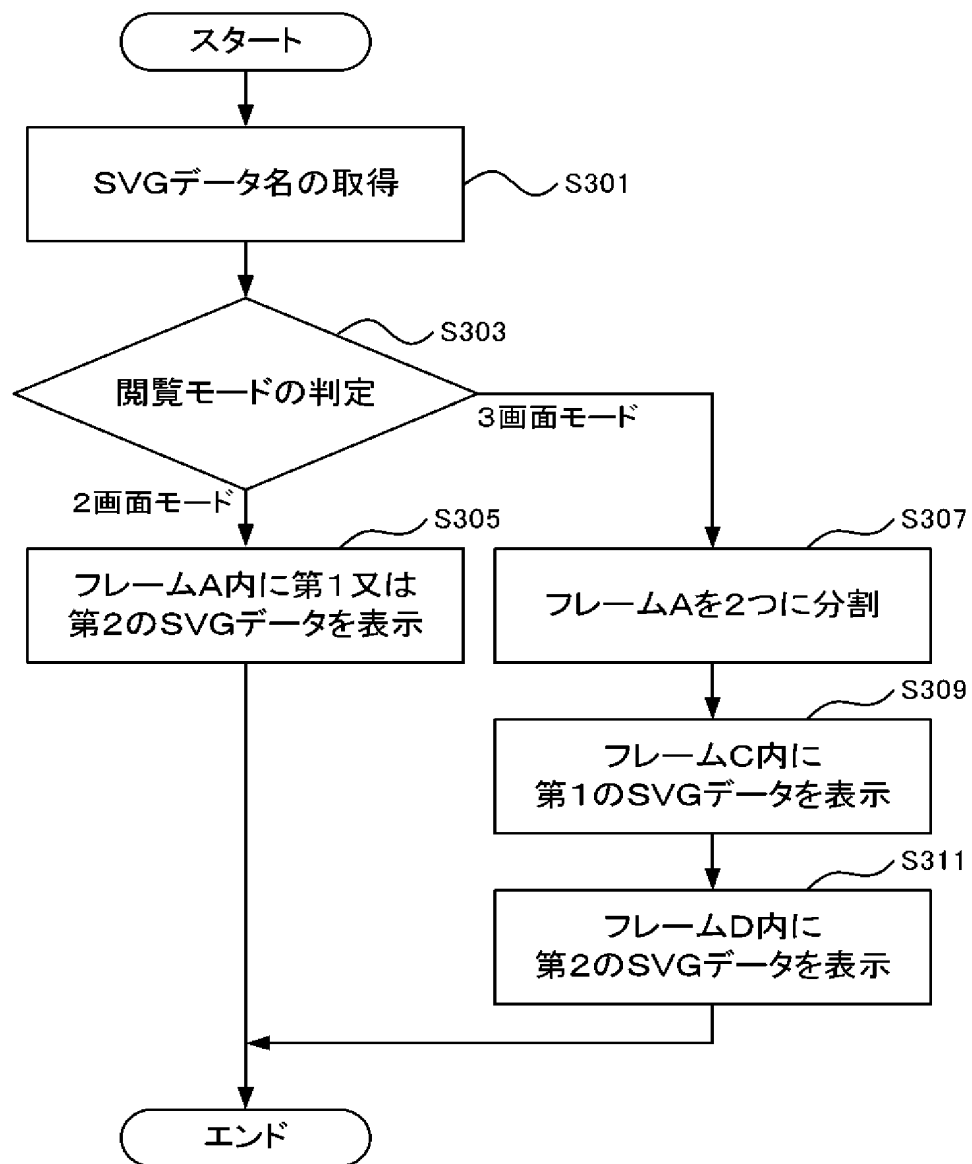 スタート
SVGデータ名の取得
S301
S303
閲覧モードの判定
3画面モード
2画面モード
S305
フレームA内に第1又は
第2のSVGデータを表示
S307
フレームAを2つに分割
S309
フレームC内に
第1のSVGデータを表示
S311
フレームD内に
第2のSVGデータを表示
エンド